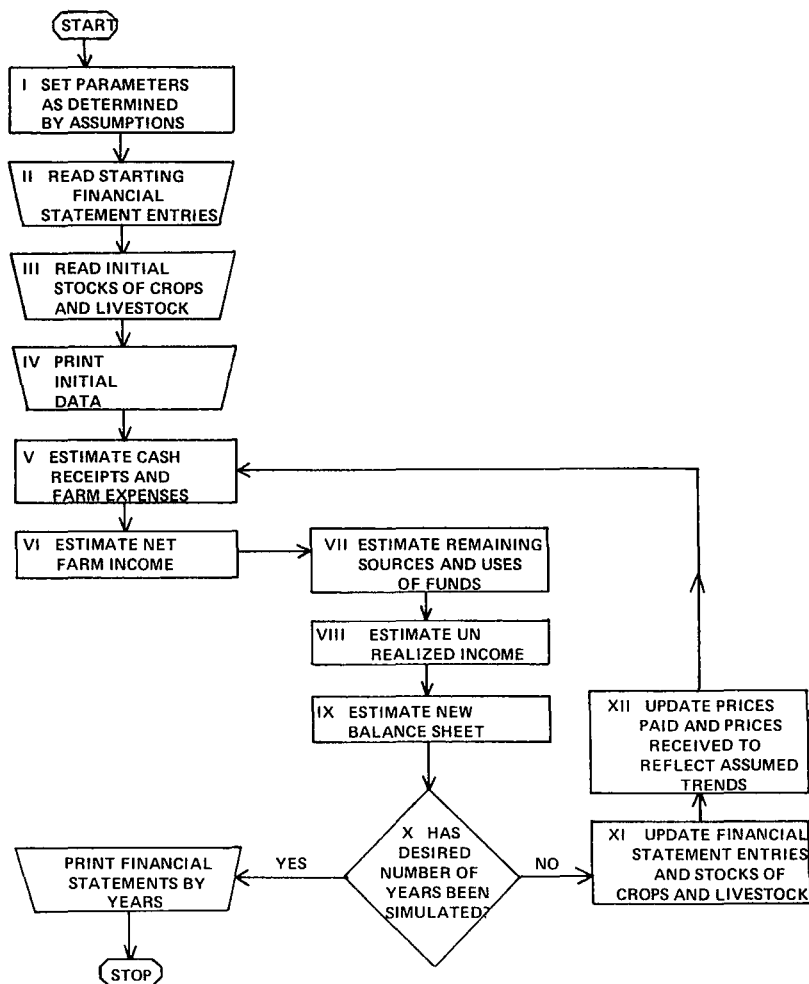 START
I SET PARAMETERS
AS DETERMINED
BY ASSUMPTIONS
II READ STARTING
FINANCIAL
STATEMENT ENTRIES
III READ INITIAL
STOCKS OF CROPS
AND LIVESTOCK
IV PRINT
INITIAL
DATA
V ESTIMATE CASH
RECEIPTS AND
FARM EXPENSES
VI ESTIMATE NET
FARM INCOME
VII ESTIMATE REMAINING
SOURCES AND USES
OF FUNDS
VIII ESTIMATE UN
REALIZED INCOME
IX ESTIMATE NEW
BALANCE SHEET
X HAS
DESIRED
NUMBER OF
YEARS BEEN
SIMULATED?
YES
NO
PRINT FINANCIAL
STATEMENTS BY
YEARS
STOP
XI UPDATE FINANCIAL
STATEMENT ENTRIES
AND STOCKS OF
CROPS AND LIVESTOCK
XII UPDATE PRICES
PAID AND PRICES
RECEIVED TO
REFLECT ASSUMED
TRENDS